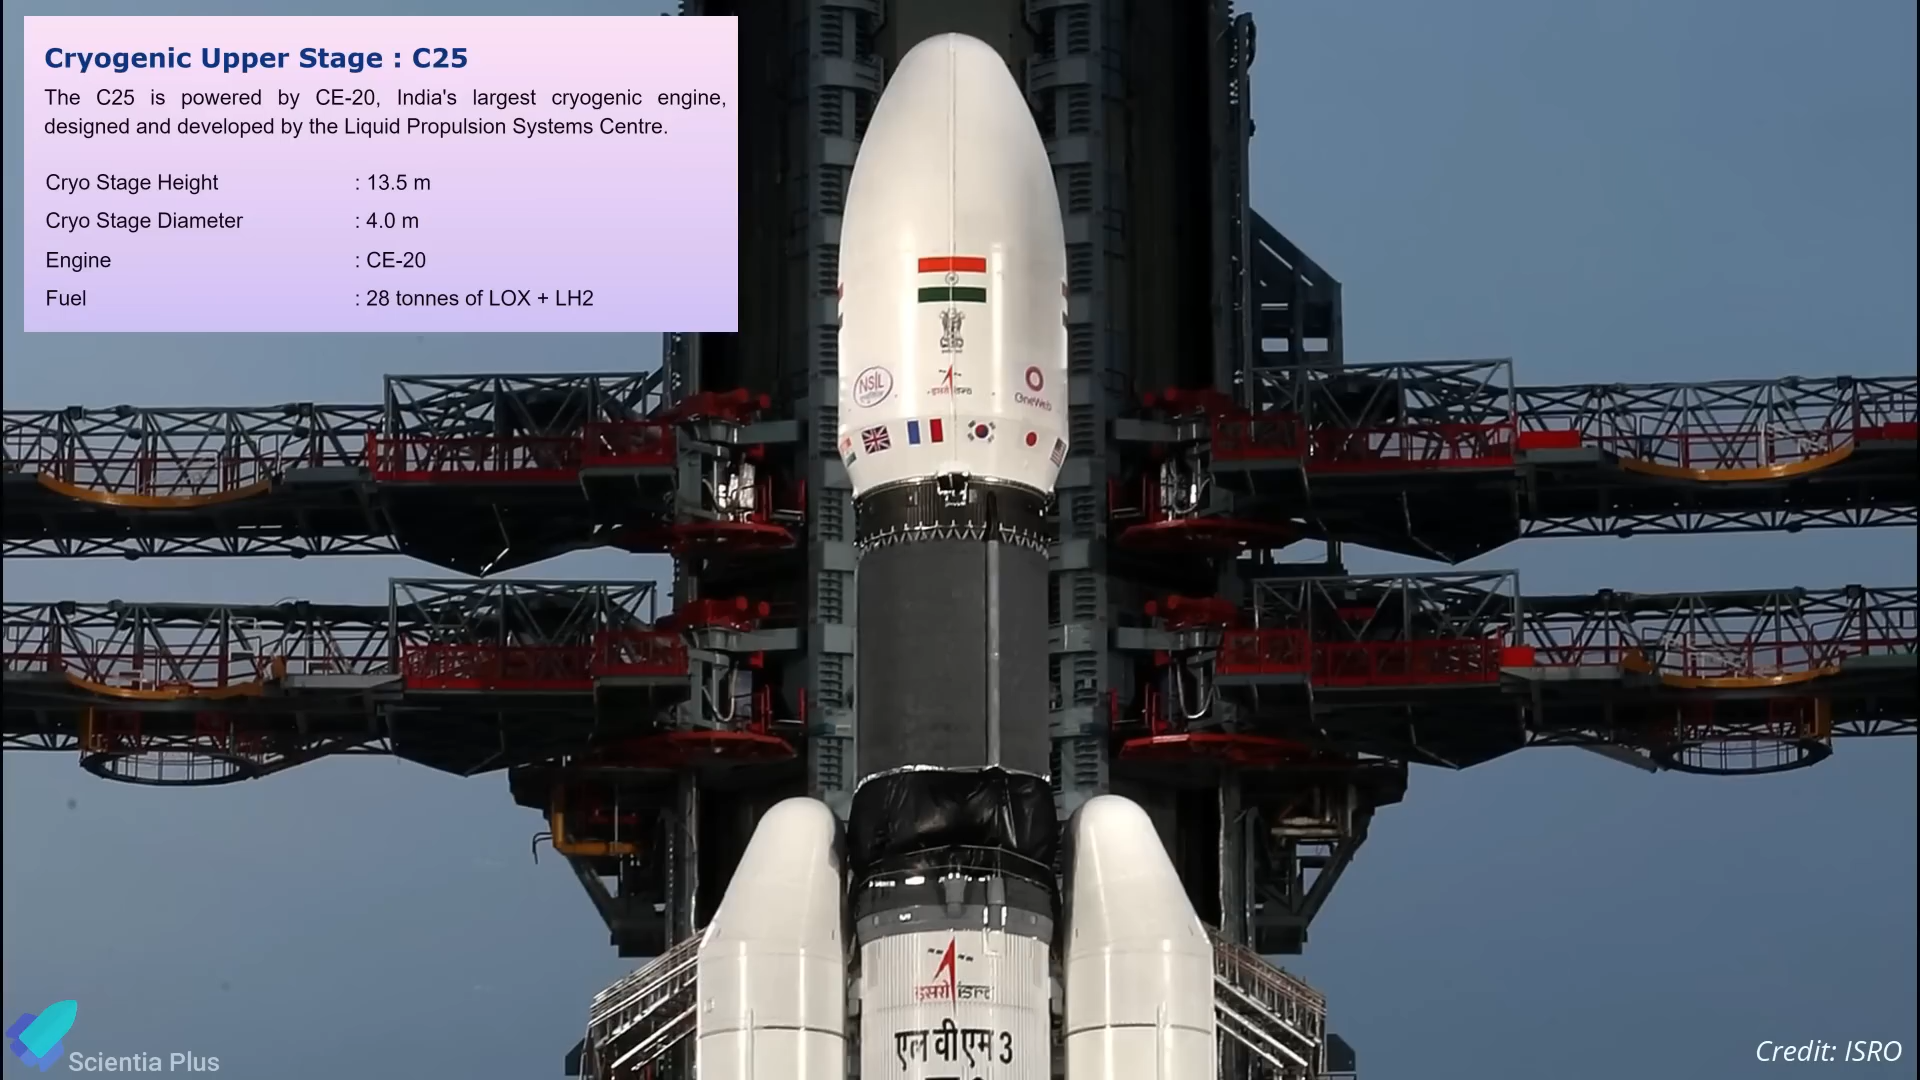 Cryogenic Upper Stage : C25
The C25 is powered by CE-20, India's largest cryogenic engine,
designed and developed by the Liquid Propulsion Systems Centre.
Cryo Stage Height : 13.5 m
Cryo Stage Diameter : 4.0 m
Engine : CE-20
Fuel : 28 tonnes of LOX + LH2
NSIL
इसरो isro
OneWeb
इसरो isro
एल वी एम 3
Scientia Plus
Credit: ISRO